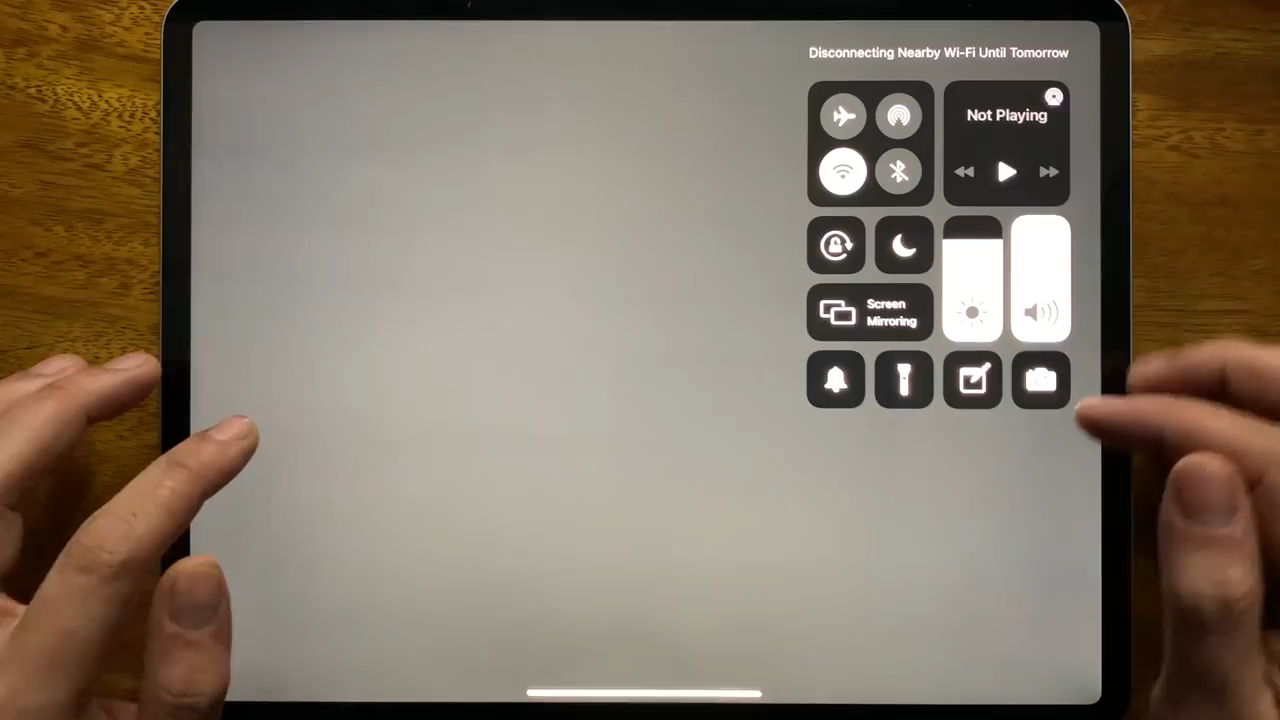 Disconnecting Nearby Wi-Fi Until Tomorrow
Not Playing
Screen
Mirroring